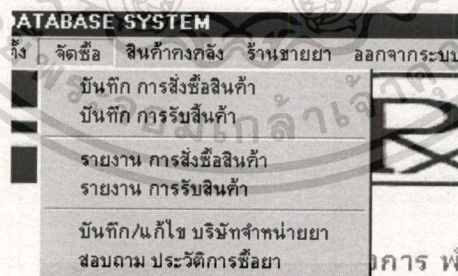 DATABASE SYSTEM
จัดซื้อ สินค้าคงคลัง ร้านขายยา ออกจากระบบ
บันทึก การสั่งซื้อสินค้า
บันทึก การรับสินค้า
รายงาน การสั่งซื้อสินค้า
รายงาน การรับสินค้า
บันทึก/แก้ไข บริษัทจำหน่ายยา
สอบถาม ประวัติการซื้อยา